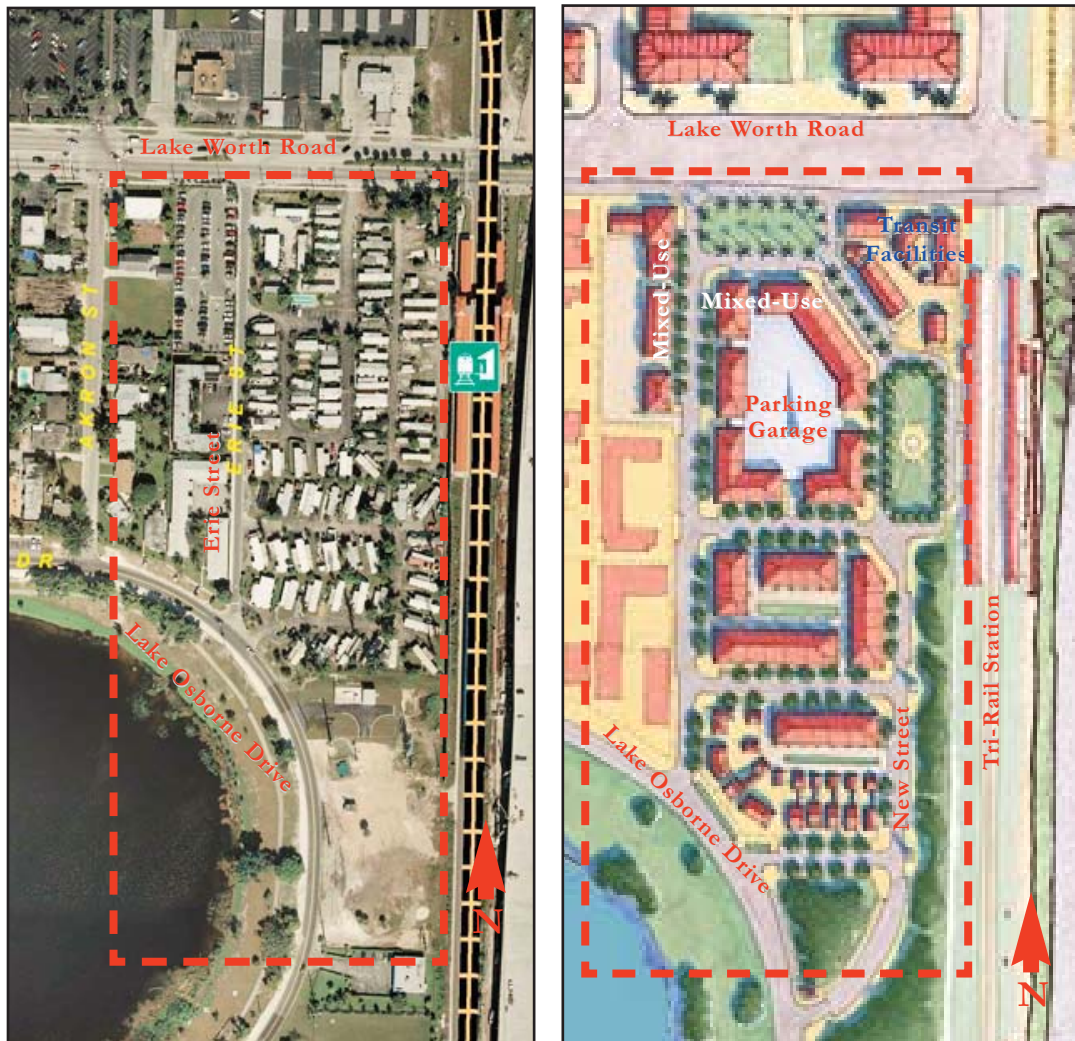 Lake Worth Road
AKRON ST
ERIE ST
Erie Street
DR
Lake Osborne Drive
N
Lake Worth Road
Transit
Facilities
Mixed-Use
Mixed-Use
Parking
Garage
Tri-Rail Station
New Street
Lake Osborne Drive
N